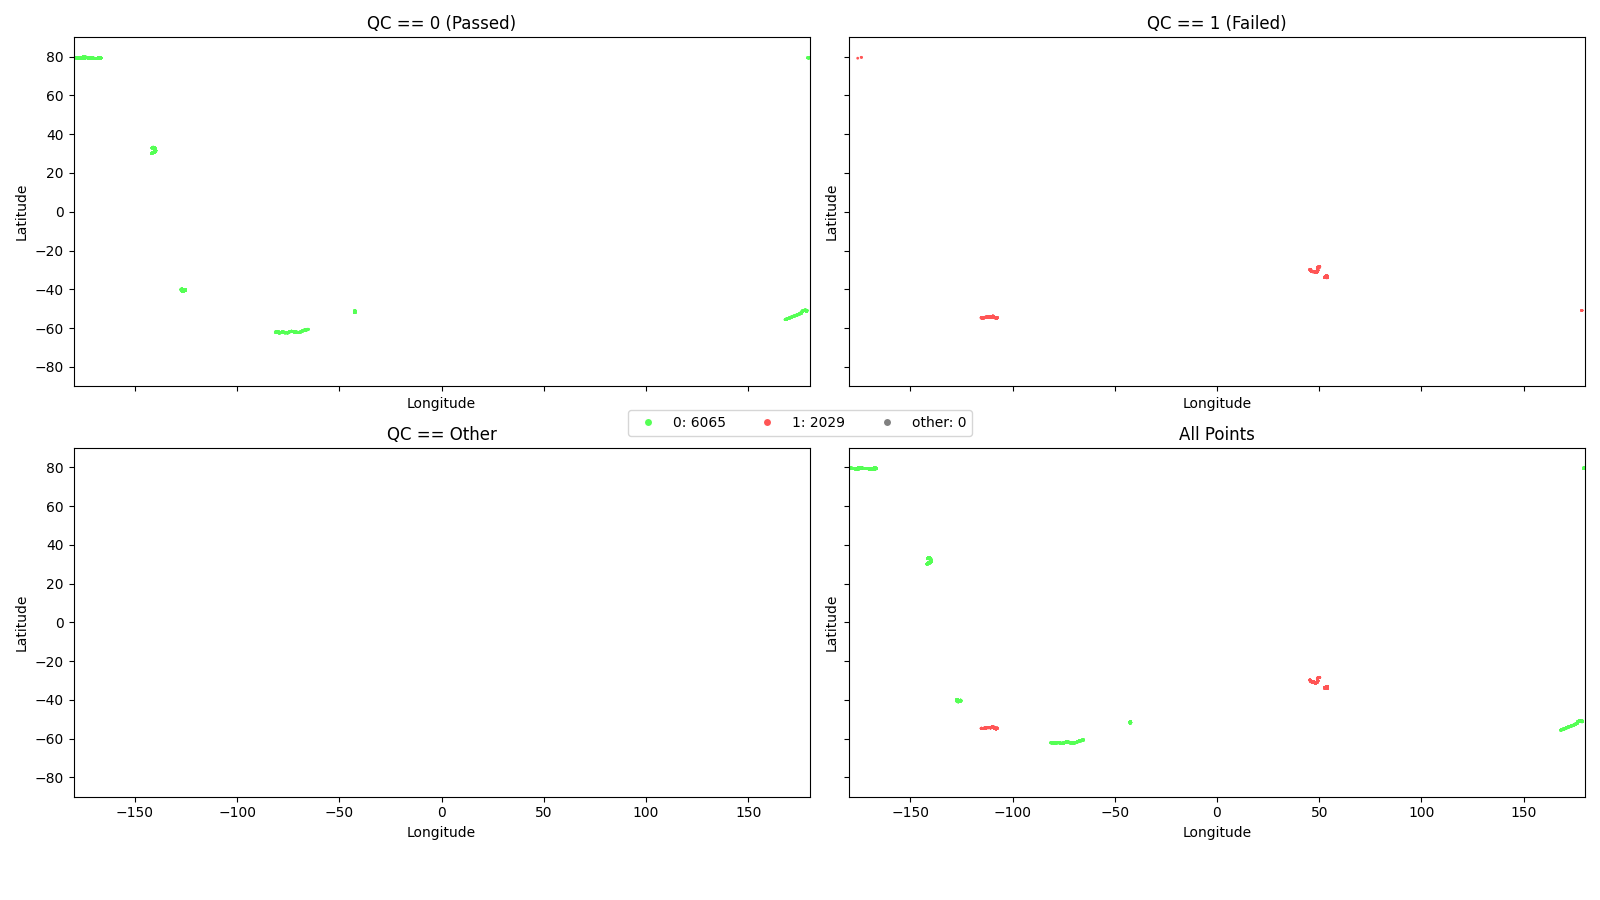 QC == 0 (Passed)
QC == 1 (Failed)
80
60
40
20
0
−20
−40
−60
−80
Latitude
Latitude
Longitude
Longitude
0: 6065
1: 2029
other: 0
QC == Other
All Points
80
60
40
20
0
−20
−40
−60
−80
Latitude
Latitude
−150
−100
−50
0
50
100
150
−150
−100
−50
0
50
100
150
Longitude
Longitude